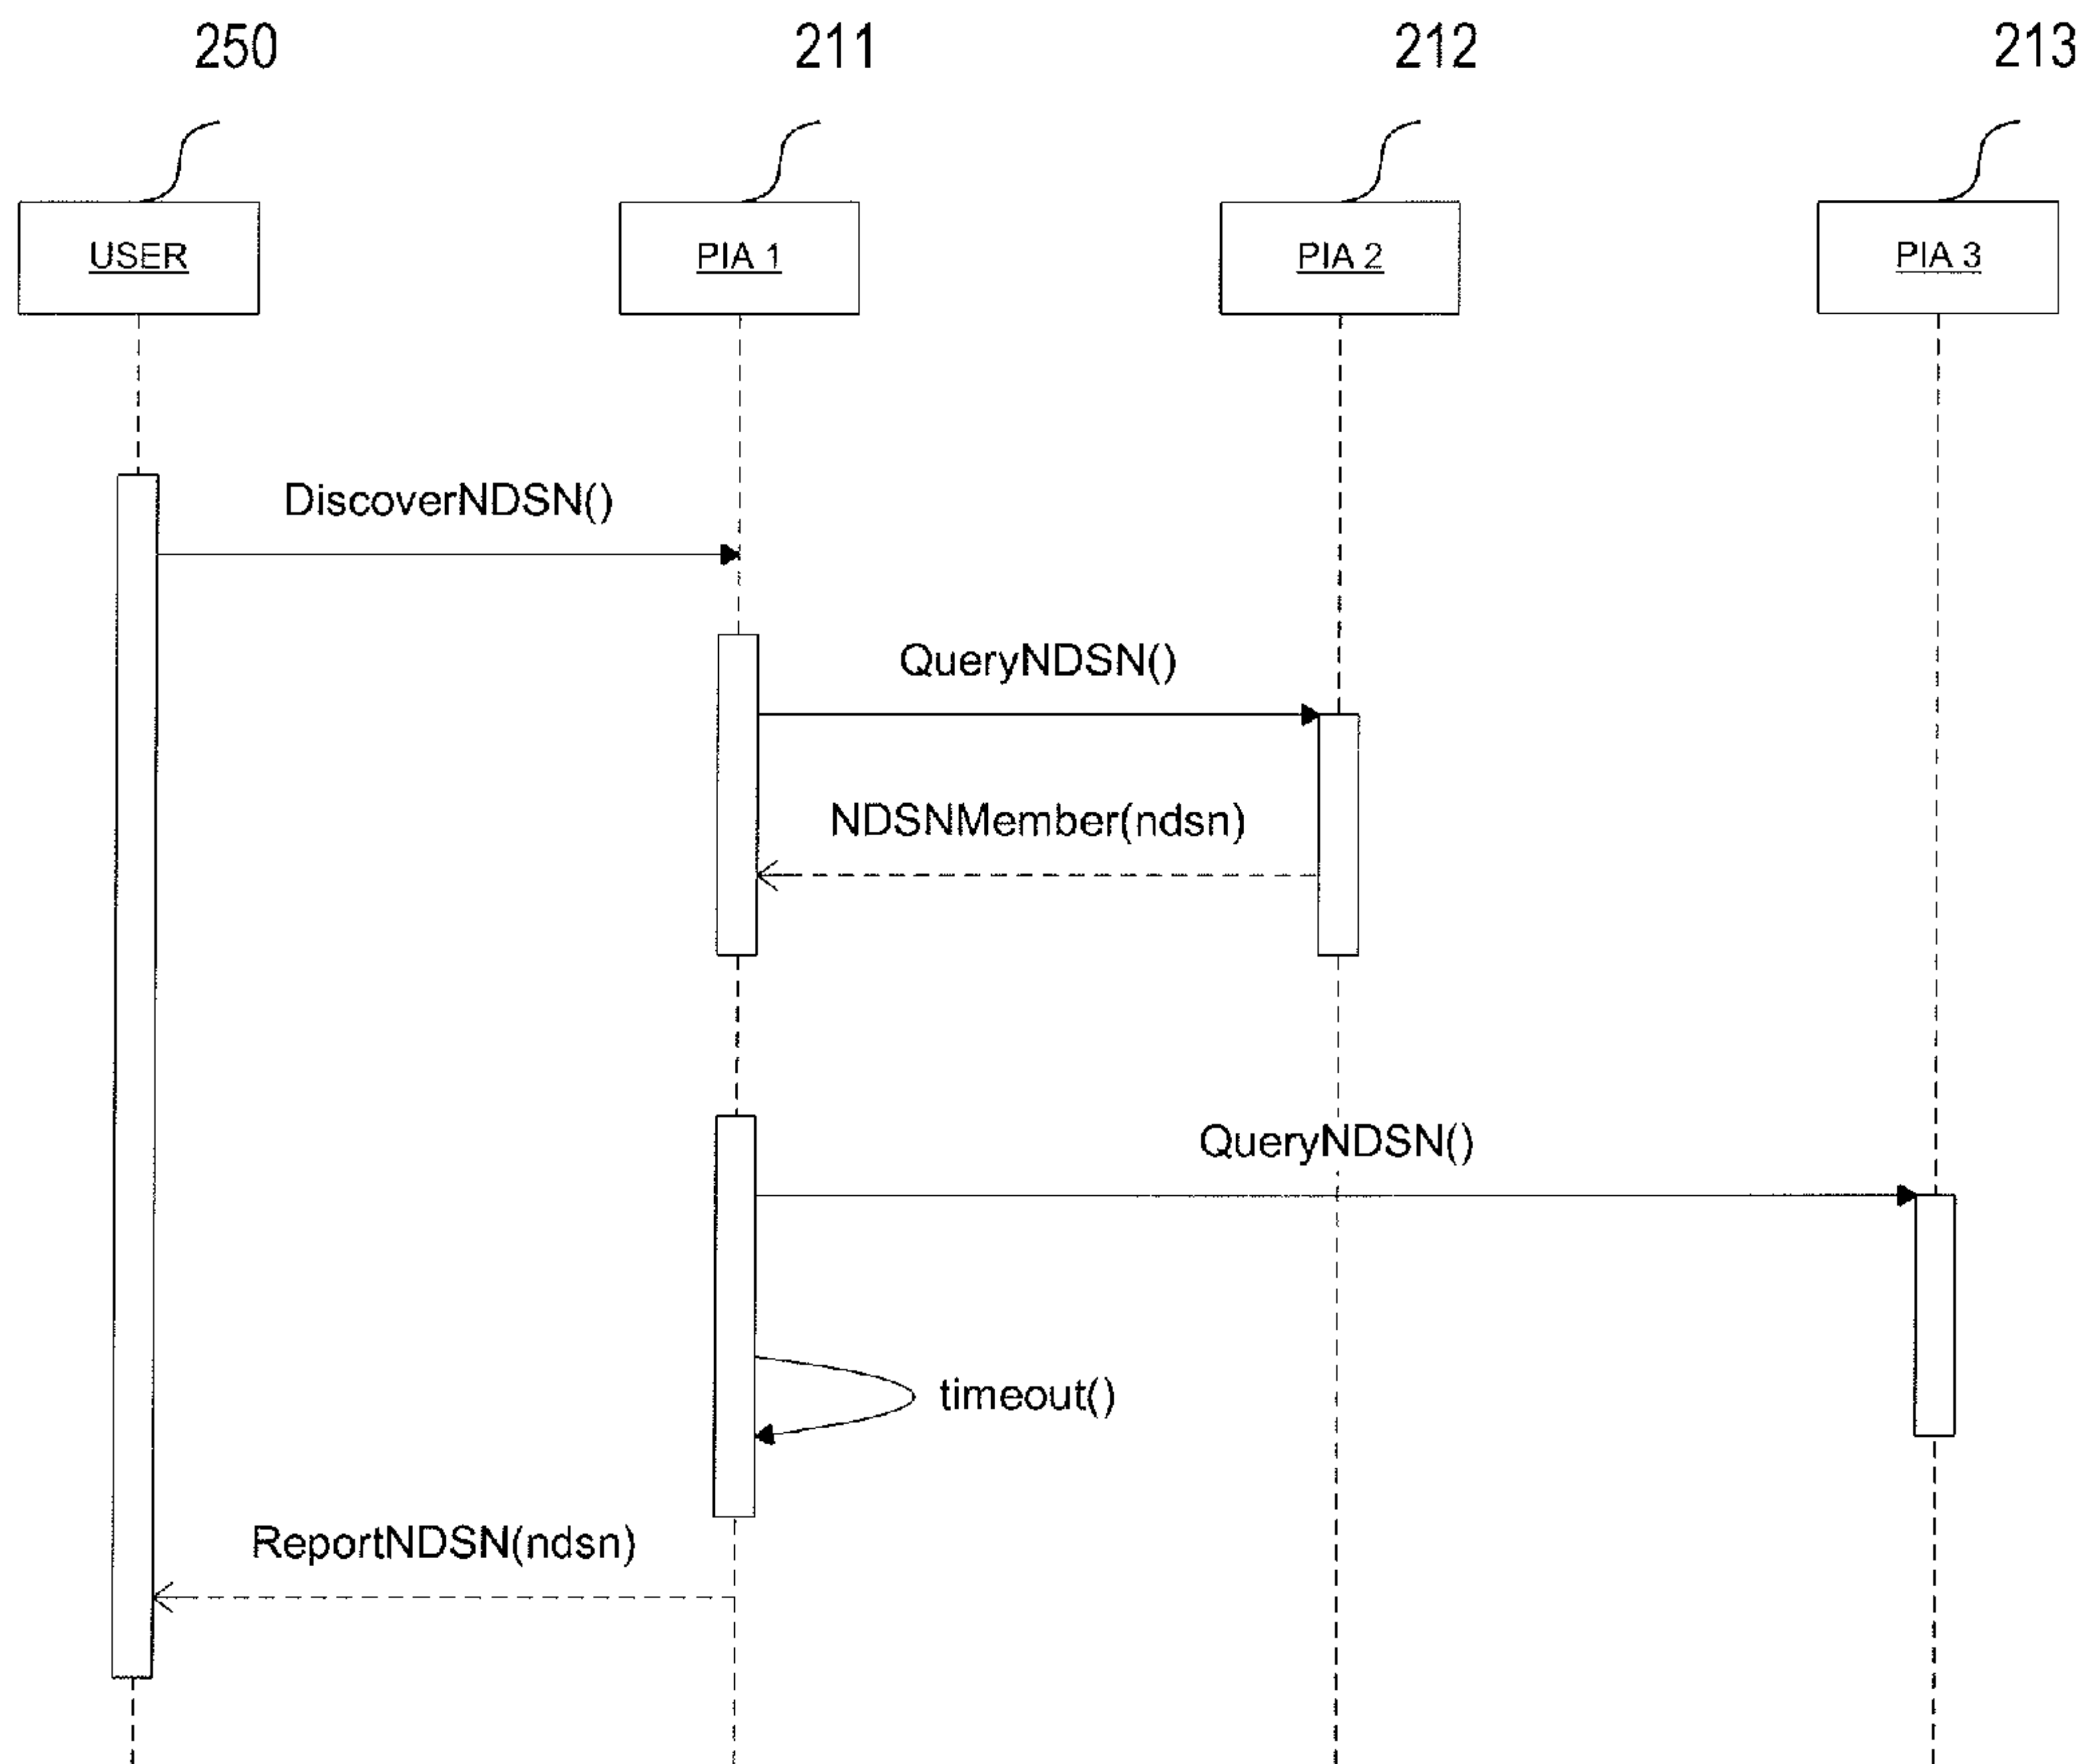 250
211
212
213
USER
PIA 1
PIA 2
PIA 3
DiscoverNDSN()
QueryNDSN()
NDSNMember(ndsn)
QueryNDSN()
timeout()
ReportNDSN(ndsn)